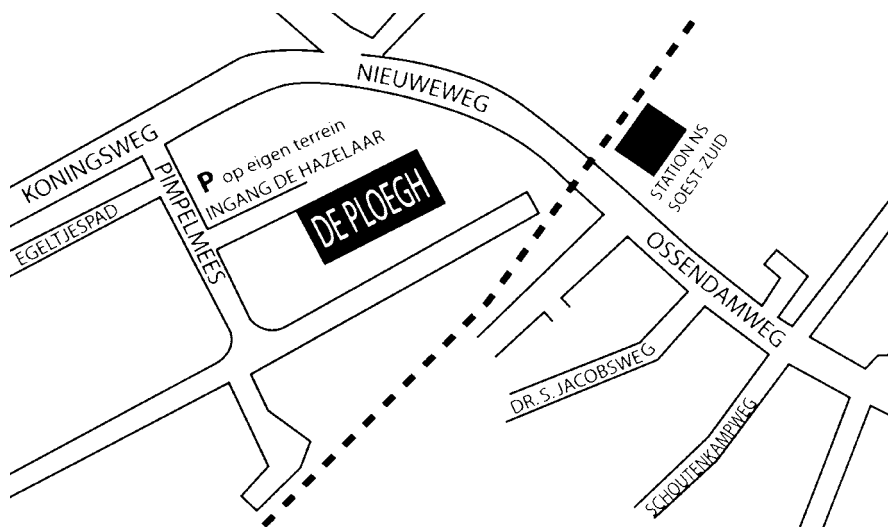 NIEUWEWEG
KONINGSWEG
P op eigen terrein
INGANG DE HAZELAAR
PIMPELMEES
EGELTJESPAD
DE PLOEGH
STATION NS
SOEST-ZUID
OSSENDAMWEG
DR. S. JACOBSWEG
SCHOUTENKAMPWEG